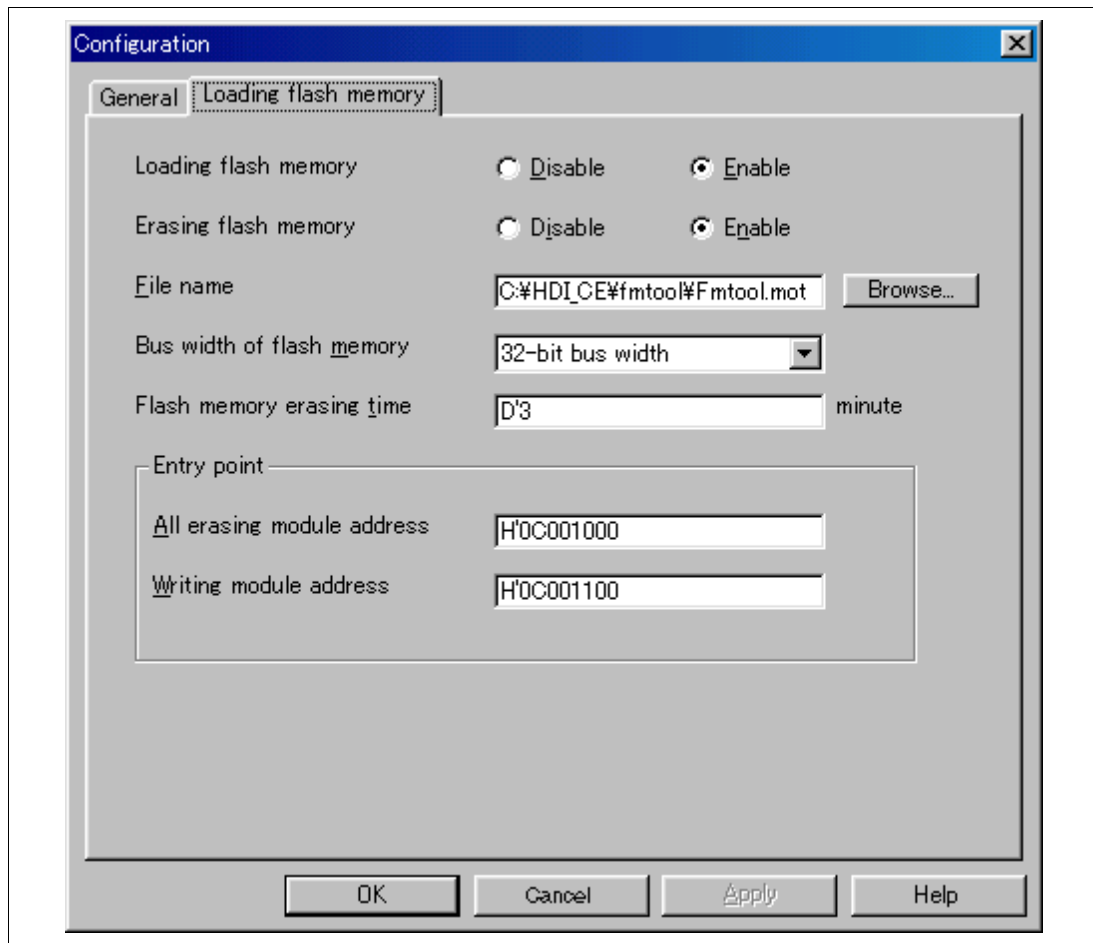 Configuration
General Loading flash memory
Loading flash memory Disable Enable
Erasing flash memory Disable Enable
File name C:¥HDI_CE¥fmtool¥Fmtool.mot Browse...
Bus width of flash memory 32-bit bus width
Flash memory erasing time D'3 minute
Entry point
All erasing module address H'0C001000
Writing module address H'0C001100
OK Cancel Apply Help